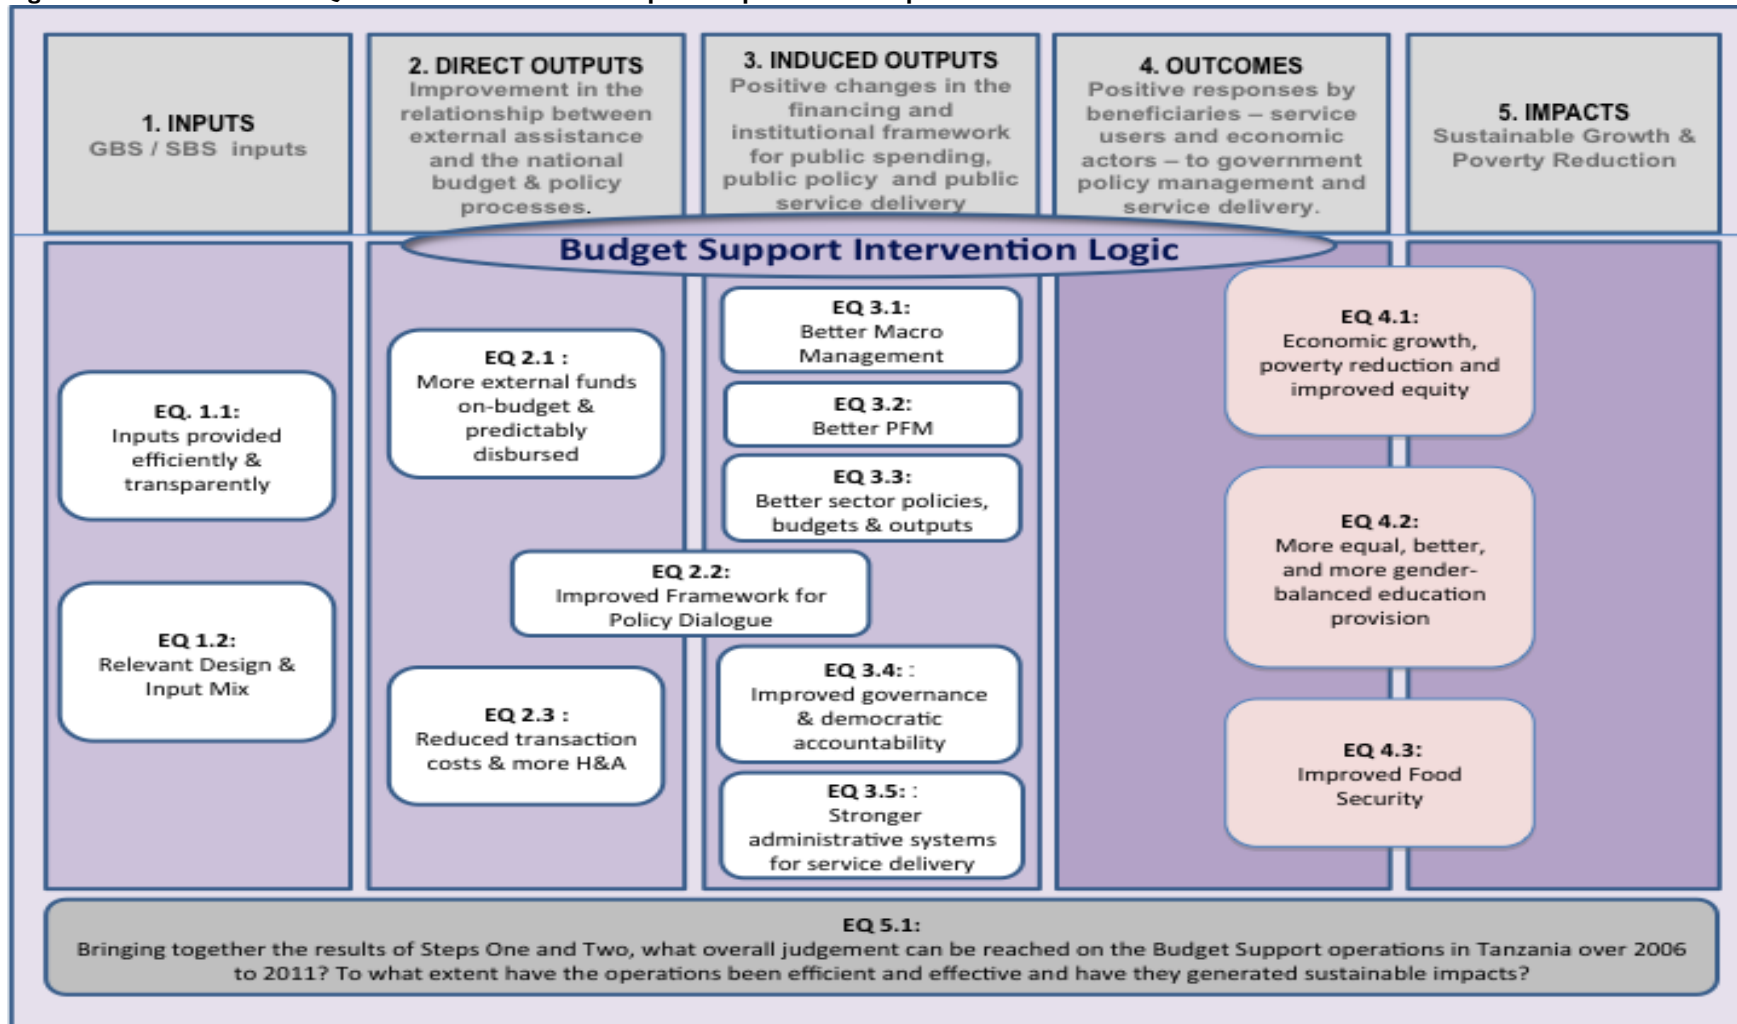 1. INPUTS
GBS / SBS inputs
2. DIRECT OUTPUTS
Improvement in the
relationship between
external assistance
and the national
budget & policy
processes.
3. INDUCED OUTPUTS
Positive changes in the
financing and
institutional framework
for public spending,
public policy and public
service delivery
4. OUTCOMES
Positive responses by
beneficiaries – service
users and economic
actors – to government
policy management and
service delivery.
5. IMPACTS
Sustainable Growth &
Poverty Reduction
Budget Support Intervention Logic
EQ. 1.1:
Inputs provided
efficiently &
transparently
EQ 1.2:
Relevant Design &
Input Mix
EQ 2.1 :
More external funds
on-budget &
predictably
disbursed
EQ 2.2:
Improved Framework for
Policy Dialogue
EQ 2.3 :
Reduced transaction
costs & more H&A
EQ 3.1:
Better Macro
Management
EQ 3.2:
Better PFM
EQ 3.3:
Better sector policies,
budgets & outputs
EQ 3.4: :
Improved governance
& democratic
accountability
EQ 3.5: :
Stronger
administrative systems
for service delivery
EQ 4.1:
Economic growth,
poverty reduction and
improved equity
EQ 4.2:
More equal, better,
and more gender-
balanced education
provision
EQ 4.3:
Improved Food
Security
EQ 5.1:
Bringing together the results of Steps One and Two, what overall judgement can be reached on the Budget Support operations in Tanzania over 2006
to 2011? To what extent have the operations been efficient and effective and have they generated sustainable impacts?